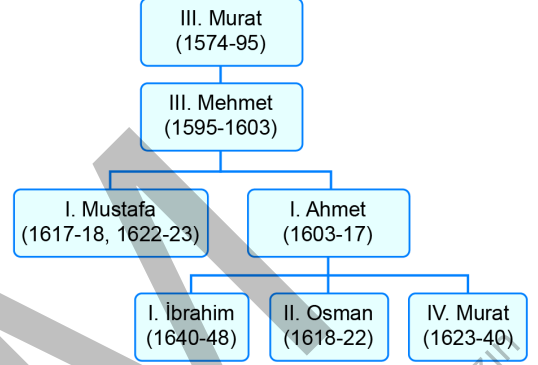 III. Murat
(1574-95)
III. Mehmet
(1595-1603)
I. Mustafa
(1617-18, 1622-23)
I. Ahmet
(1603-17)
I. İbrahim
(1640-48)
II. Osman
(1618-22)
IV. Murat
(1623-40)